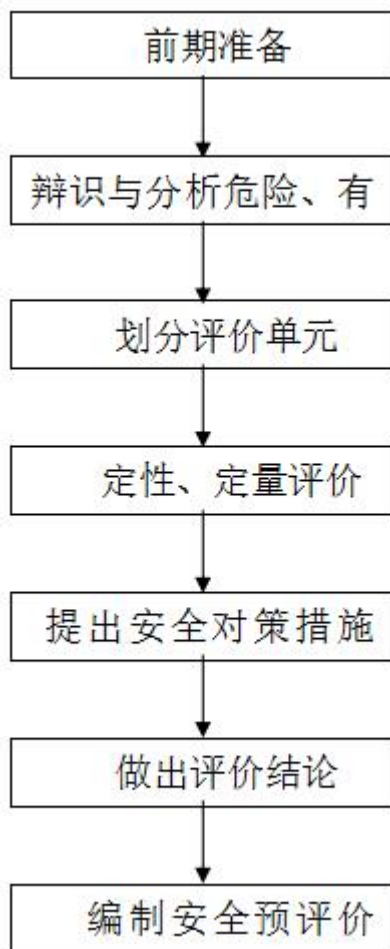 前期准备
辩识与分析危险、有
划分评价单元
定性、定量评价
提出安全对策措施
做出评价结论
编制安全预评价